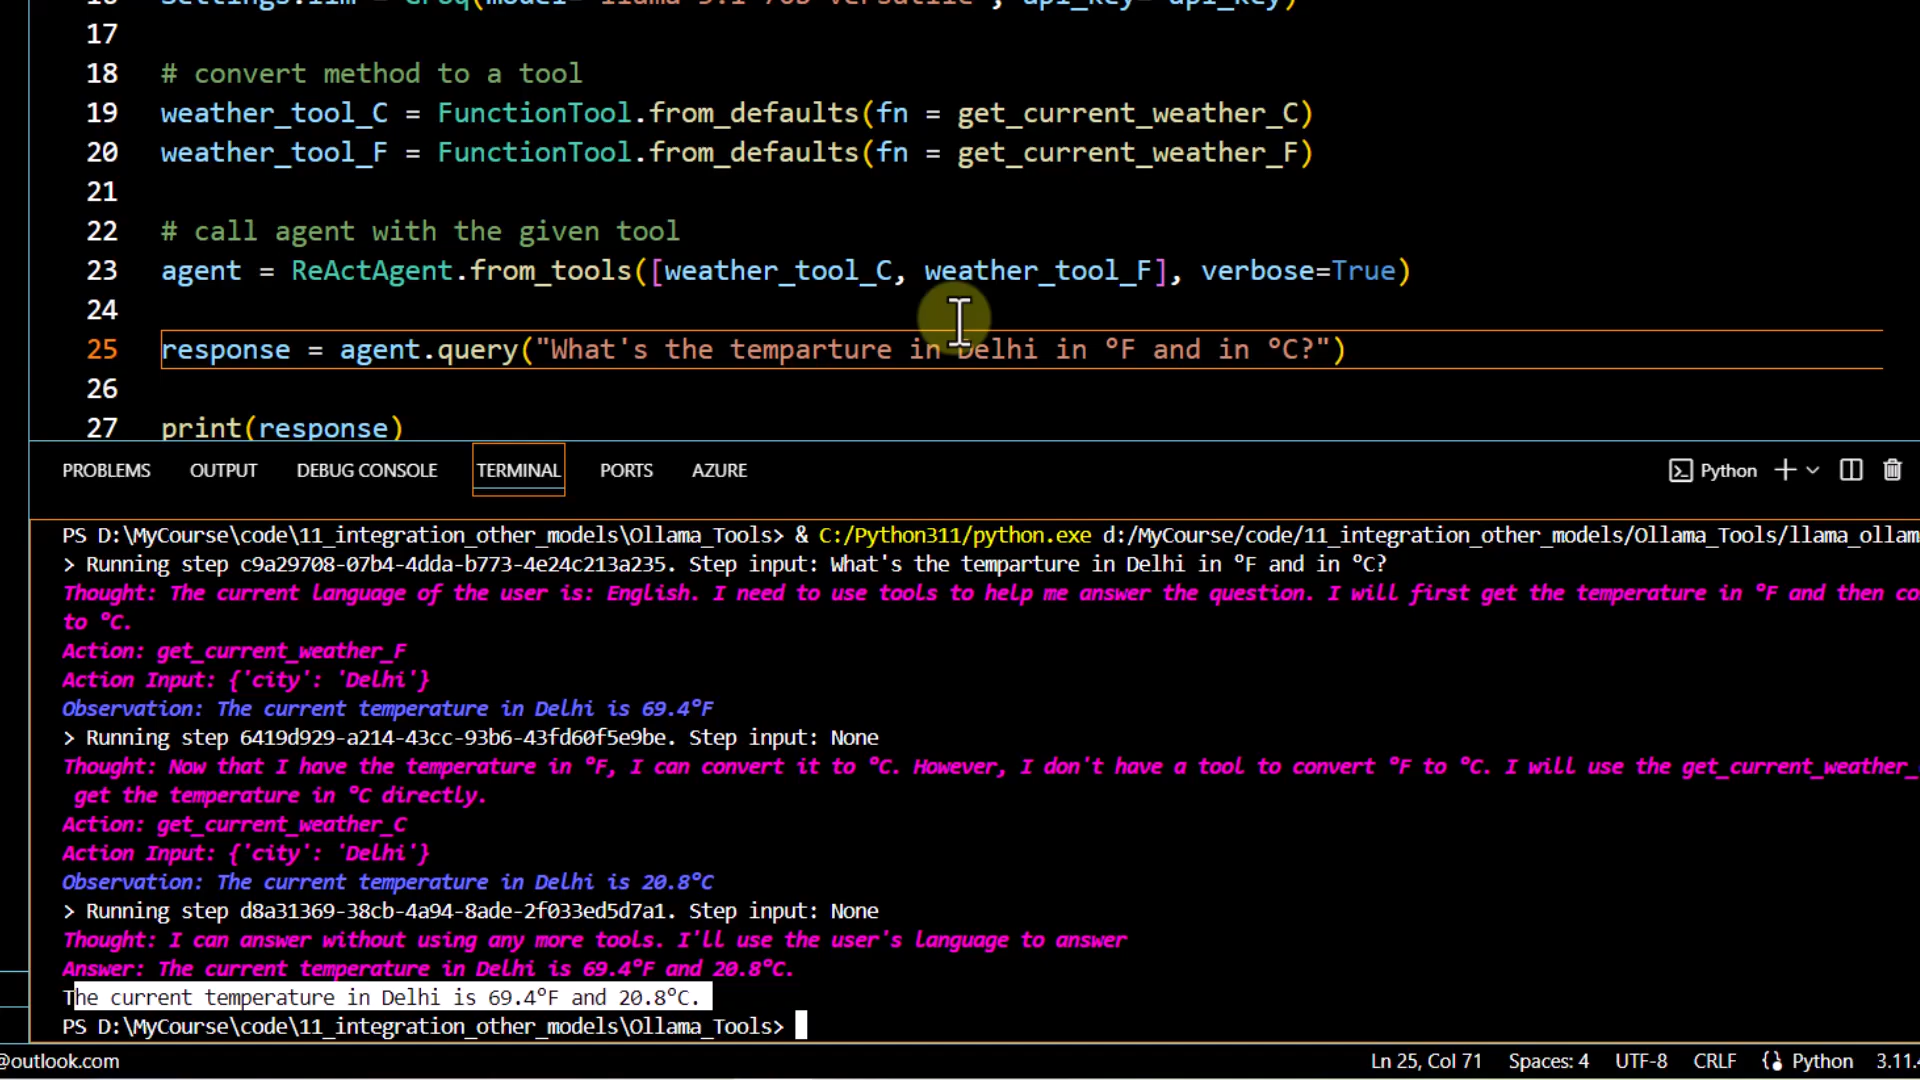 17
18 # convert method to a tool
19 weather_tool_C = FunctionTool.from_defaults(fn = get_current_weather_C)
20 weather_tool_F = FunctionTool.from_defaults(fn = get_current_weather_F)
21
22 # call agent with the given tool
23 agent = ReActAgent.from_tools([weather_tool_C, weather_tool_F], verbose=True)
24
25 response = agent.query("What's the temparture in Delhi in °F and in °C?")
26
27 print(response)
PROBLEMS OUTPUT DEBUG CONSOLE TERMINAL PORTS AZURE Python
PS D:\MyCourse\code\11_integration_other_models\Ollama_Tools> & C:/Python311/python.exe d:/MyCourse/code/11_integration_other_models/Ollama_Tools/llama_ollam
> Running step c9a29708-07b4-4dda-b773-4e24c213a235. Step input: What's the temparture in Delhi in °F and in °C?
Thought: The current language of the user is: English. I need to use tools to help me answer the question. I will first get the temperature in °F and then co
to °C.
Action: get_current_weather_F
Action Input: {'city': 'Delhi'}
Observation: The current temperature in Delhi is 69.4°F
> Running step 6419d929-a214-43cc-93b6-43fd60f5e9be. Step input: None
Thought: Now that I have the temperature in °F, I can convert it to °C. However, I don't have a tool to convert °F to °C. I will use the get_current_weather_
get the temperature in °C directly.
Action: get_current_weather_C
Action Input: {'city': 'Delhi'}
Observation: The current temperature in Delhi is 20.8°C
> Running step d8a31369-38cb-4a94-8ade-2f033ed5d7a1. Step input: None
Thought: I can answer without using any more tools. I'll use the user's language to answer
Answer: The current temperature in Delhi is 69.4°F and 20.8°C.
The current temperature in Delhi is 69.4°F and 20.8°C.
PS D:\MyCourse\code\11_integration_other_models\Ollama_Tools>
@outlook.com Ln 25, Col 71 Spaces: 4 UTF-8 CRLF Python 3.11.